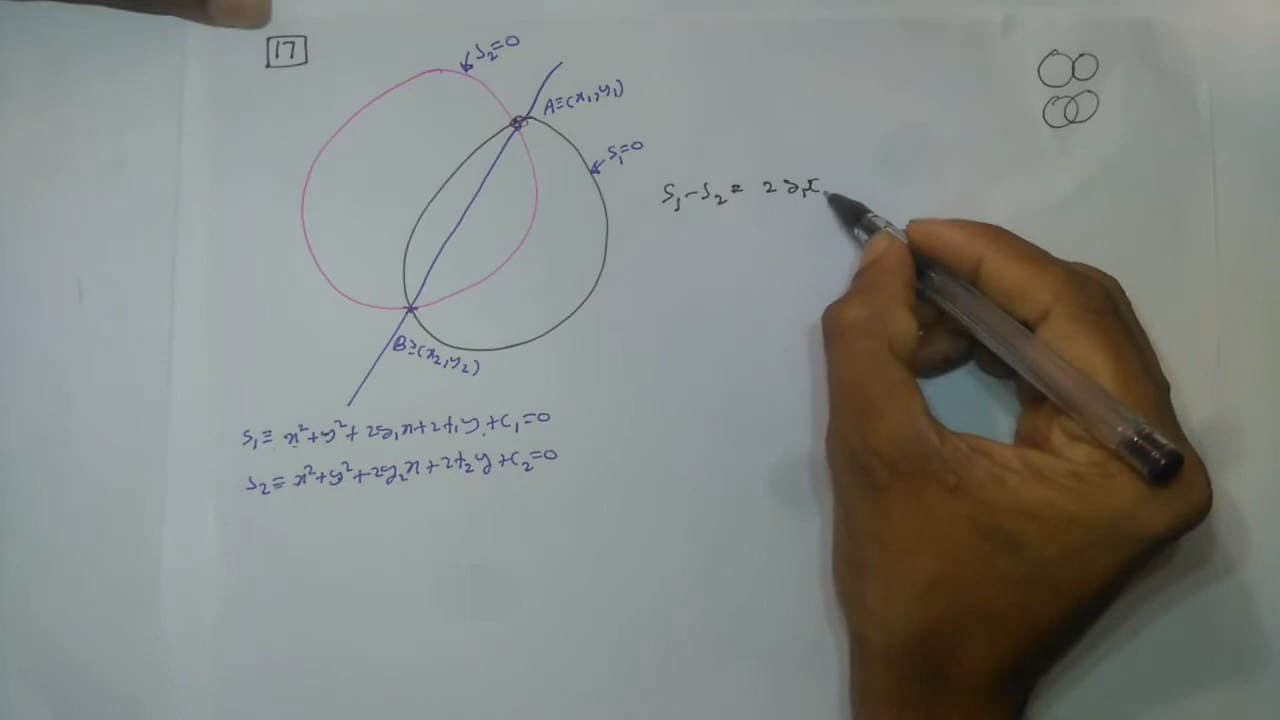 17
S₂=0
A≡(x₁,y₁)
S₁=0
S₁-S₂= 2g₁x
B≡(x₂,y₂)
S₁≡ x²+y²+2g₁x+2f₁y+c₁=0
S₂≡ x²+y²+2g₂x+2f₂y+c₂=0